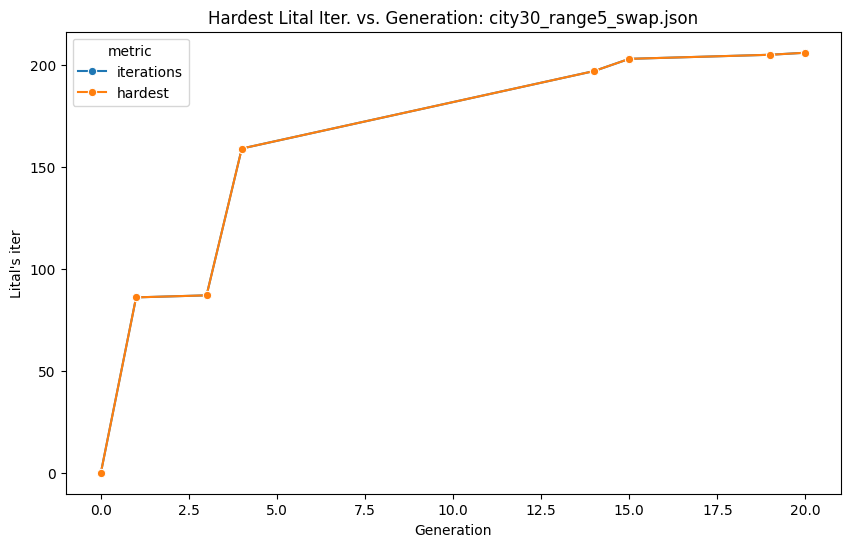 Hardest Lital Iter. vs. Generation: city30_range5_swap.json
metric
iterations
hardest
200
150
100
50
0
Lital's iter
0.0 2.5 5.0 7.5 10.0 12.5 15.0 17.5 20.0
Generation